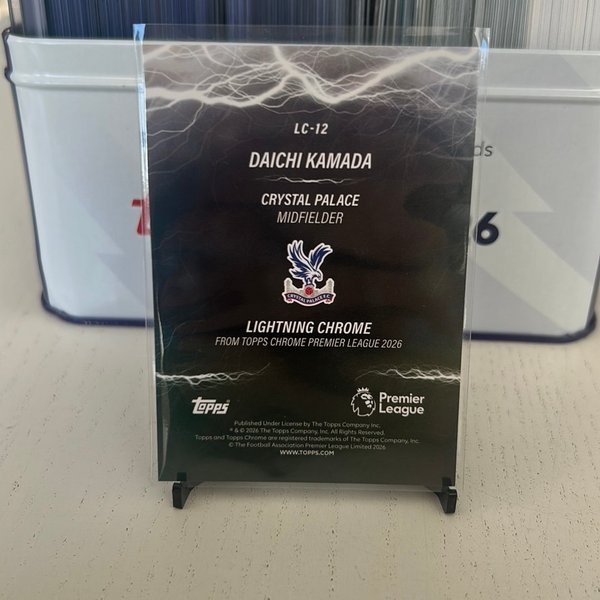 LC-12
DAICHI KAMADA
CRYSTAL PALACE
MIDFIELDER
CRYSTAL PALACE F.C.
LIGHTNING CHROME
FROM TOPPS CHROME PREMIER LEAGUE 2026
Topps
Premier
League
Published Under License by The Topps Company Inc.
® & © 2026 The Topps Company, Inc. All Rights Reserved.
Topps and Topps Chrome are registered trademarks of The Topps Company, Inc.
© The Football Association Premier League Limited 2026
WWW.TOPPS.COM
ds
6